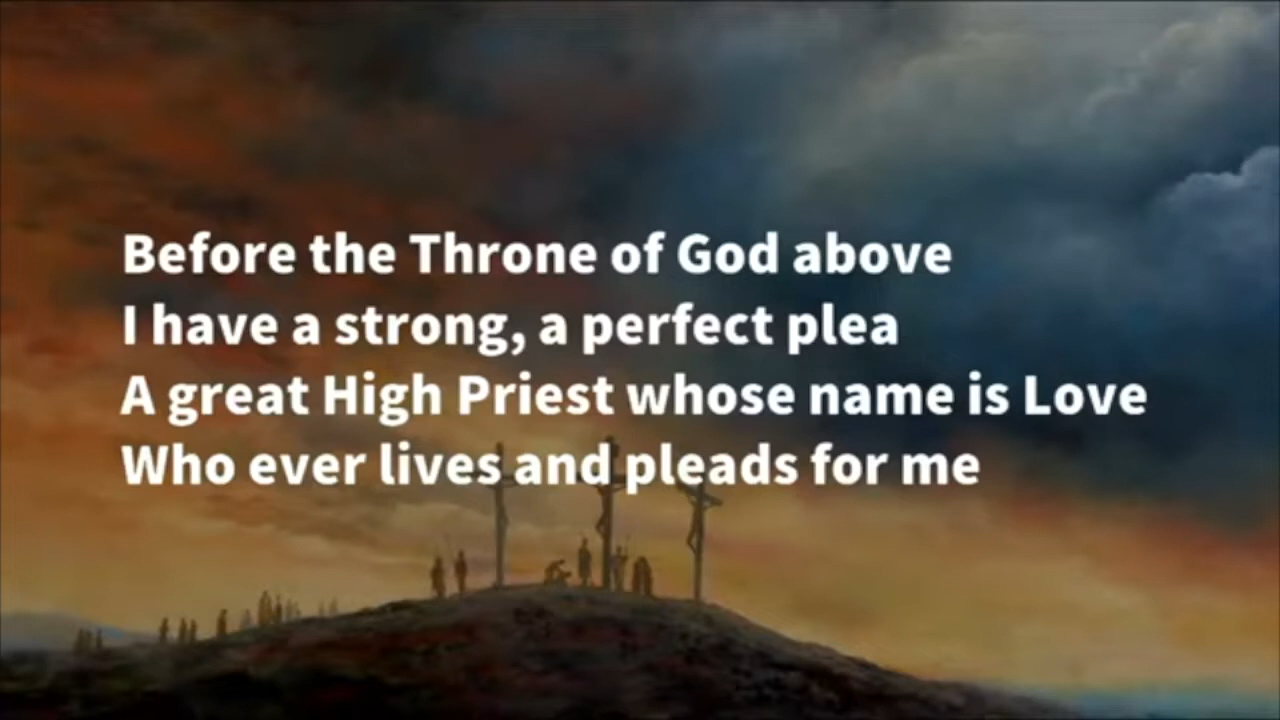 Before the Throne of God above
I have a strong, a perfect plea
A great High Priest whose name is Love
Who ever lives and pleads for me